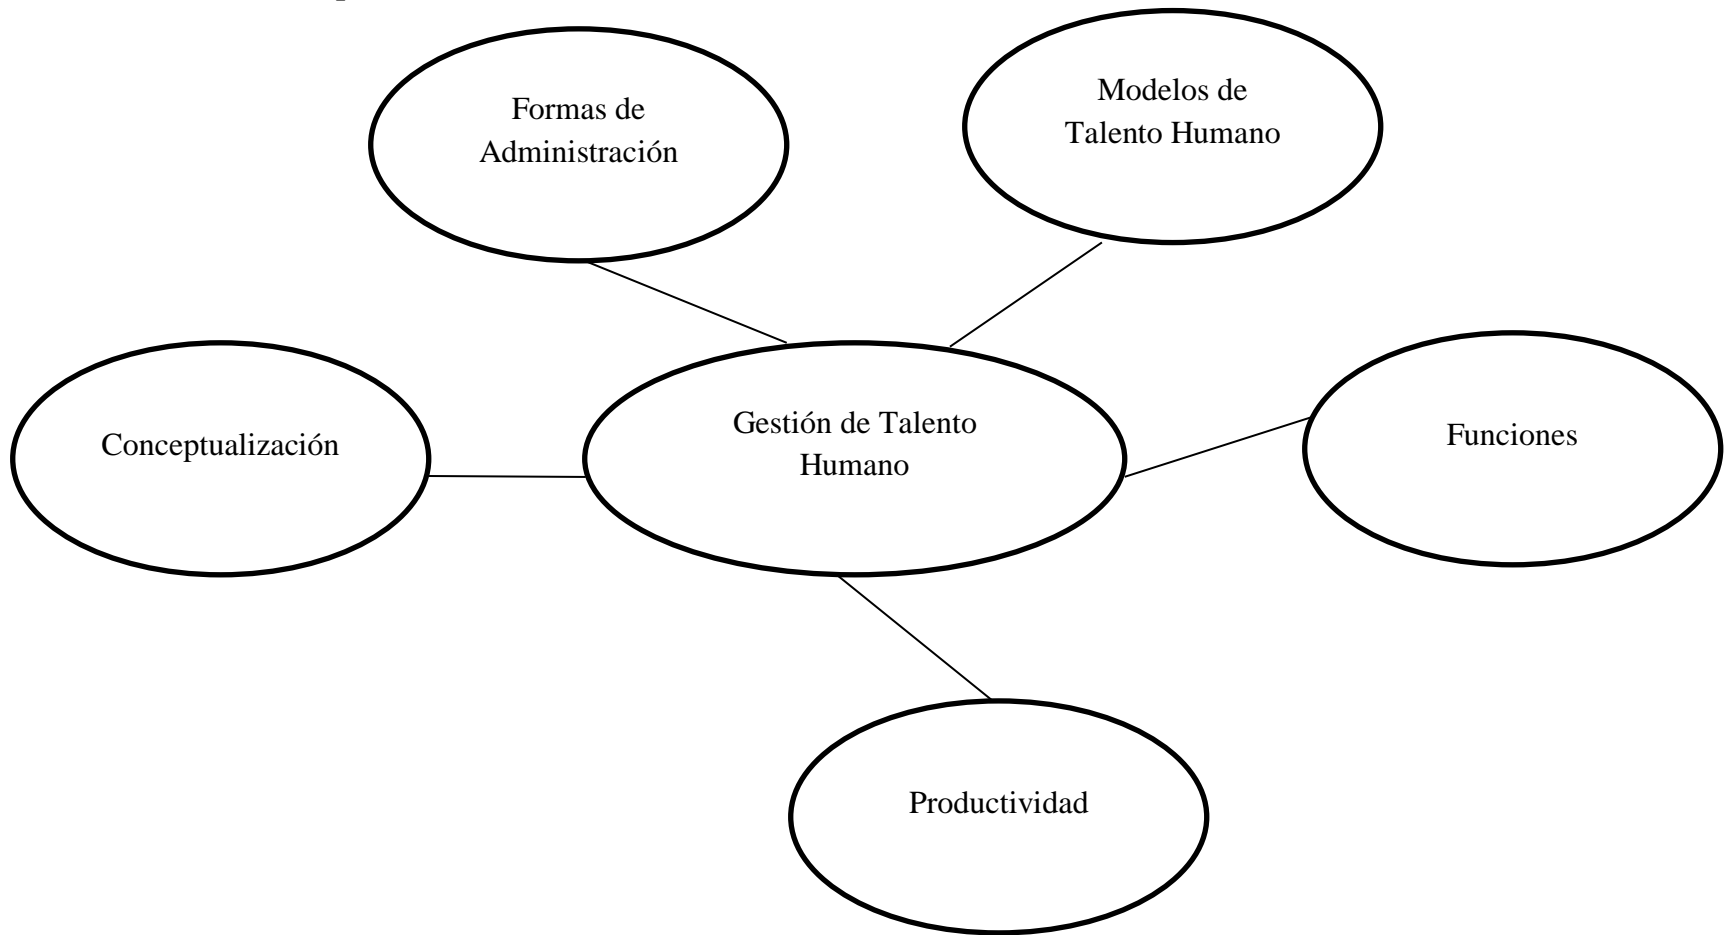 Formas de
Administración
Modelos de
Talento Humano
Conceptualización
Gestión de Talento
Humano
Funciones
Productividad